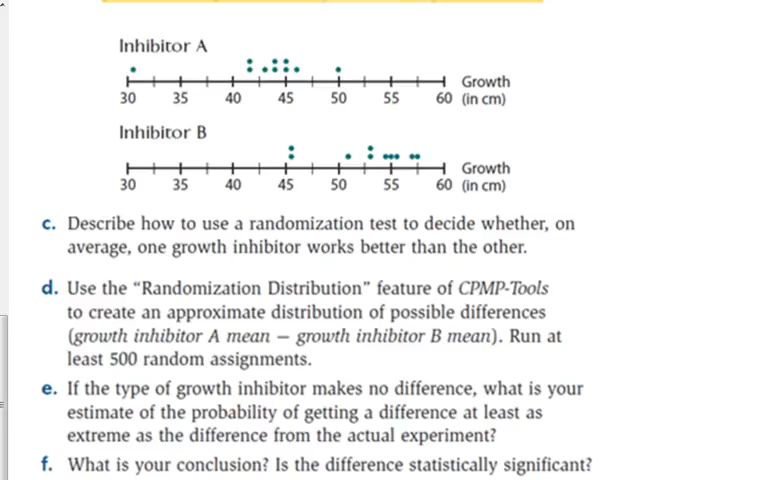 Inhibitor A
Growth
30 35 40 45 50 55 60 (in cm)
Inhibitor B
Growth
30 35 40 45 50 55 60 (in cm)
c. Describe how to use a randomization test to decide whether, on
average, one growth inhibitor works better than the other.
d. Use the “Randomization Distribution” feature of CPMP-Tools
to create an approximate distribution of possible differences
(growth inhibitor A mean − growth inhibitor B mean). Run at
least 500 random assignments.
e. If the type of growth inhibitor makes no difference, what is your
estimate of the probability of getting a difference at least as
extreme as the difference from the actual experiment?
f. What is your conclusion? Is the difference statistically significant?